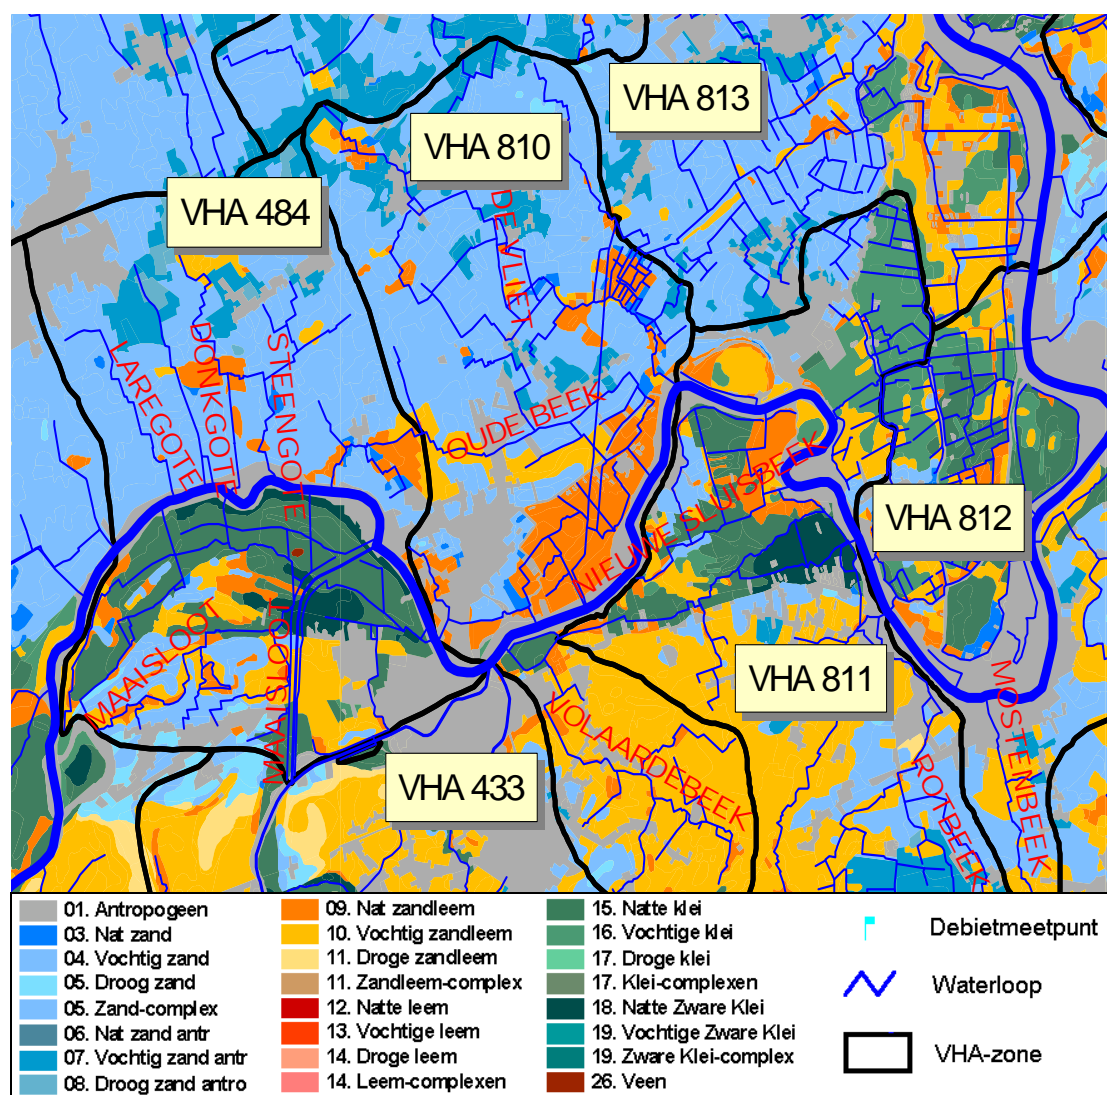 VHA 813
VHA 810
VHA 484
DEVLIET
VAREGOTE
DONKGOTE
STEENGOTE
OUDE BEEK
NIEUWE SLUISBEEK
VHA 812
MAAISLOOT
TOOTSTAWM
VHA 811
VHA 433
VIOLAARDEBEEK
ROTBEEK
MOSTENBEEK
01. Antropogeen
03. Nat zand
04. Vochtig zand
05. Droog zand
05. Zand-complex
06. Nat zand antr
07. Vochtig zand antr
08. Droog zand antro
09. Nat zandleem
10. Vochtig zandleem
11. Droge zandleem
11. Zandleem-complex
12. Natte leem
13. Vochtige leem
14. Droge leem
14. Leem-complexen
15. Natte klei
16. Vochtige klei
17. Droge klei
17. Klei-complexen
18. Natte Zware Klei
19. Vochtige Zware Klei
19. Zware Klei-complex
26. Veen
Debietmeetpunt
Waterloop
VHA-zone